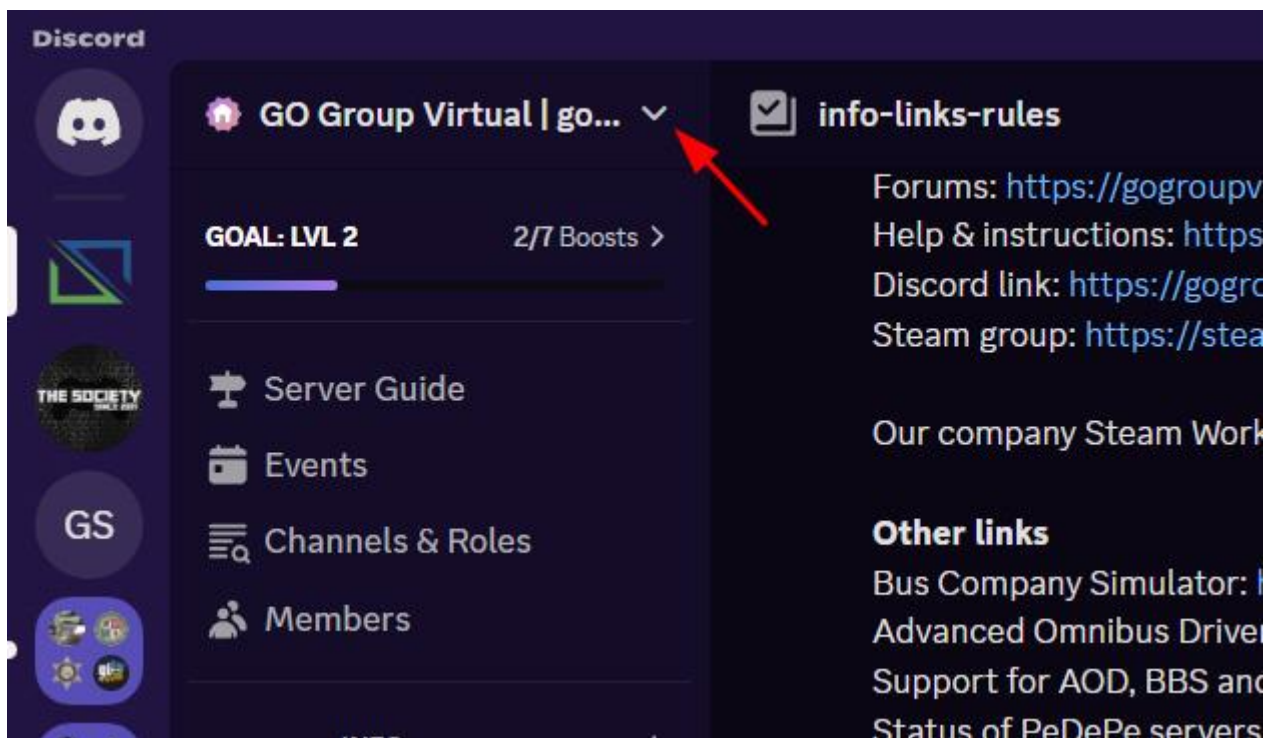 Discord
GO Group Virtual | go...
info-links-rules
GOAL: LVL 2
2/7 Boosts
Forums: https://gogroupv
Help & instructions: https
Discord link: https://gogro
Steam group: https://stea
THE SOCIETY
Server Guide
Events
Our company Steam Work
GS
Channels & Roles
Other links
Members
Bus Company Simulator:
Advanced Omnibus Driver
Support for AOD, BBS and
Status of PeDePe servers